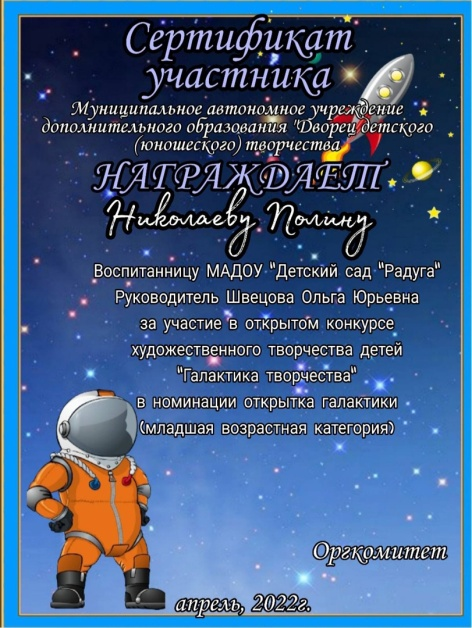 Сертификат
участника
Муниципальное автономное учреждение
дополнительного образования "Дворец детского
(юношеского) творчества
НАГРАЖДАЕТ
Николаеву Полину
Воспитанницу МАДОУ "Детский сад "Радуга"
Руководитель Швецова Ольга Юрьевна
за участие в открытом конкурсе
художественного творчества детей
"Галактика творчества"
в номинации открытка галактики
(младшая возрастная категория)
Оргкомитет
апрель, 2022г.